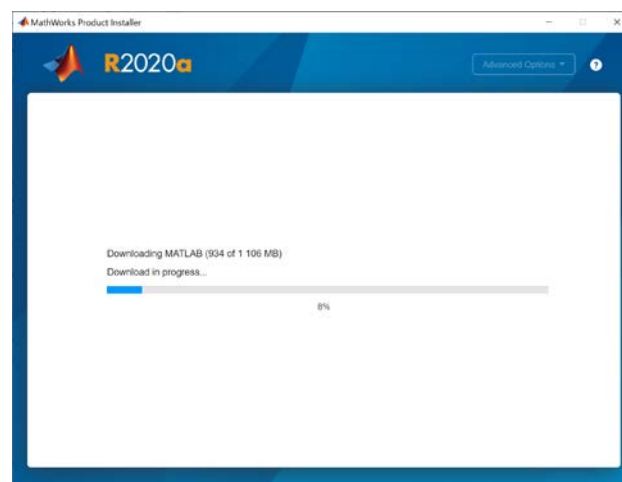 MathWorks Product Installer
R2020a
Advanced Options
?
Downloading MATLAB (934 of 1 106 MB)
Download in progress...
8%